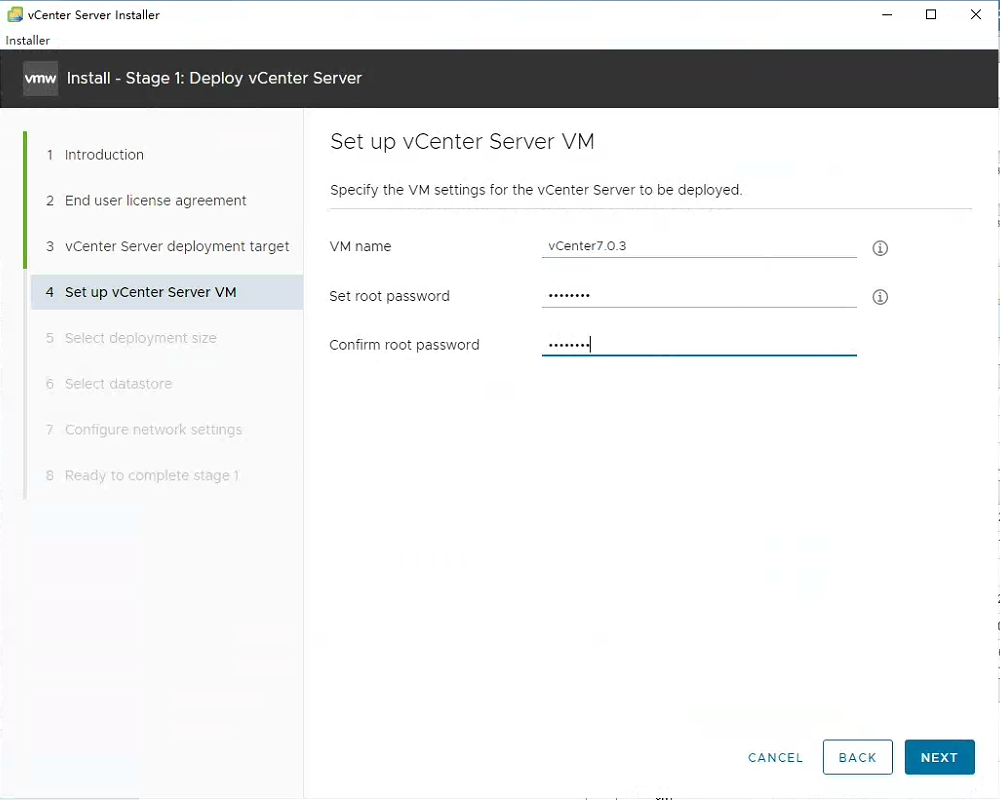 vCenter Server Installer
Installer
vmw Install - Stage 1: Deploy vCenter Server
1 Introduction
2 End user license agreement
3 vCenter Server deployment target
4 Set up vCenter Server VM
5 Select deployment size
6 Select datastore
7 Configure network settings
8 Ready to complete stage 1
Set up vCenter Server VM
Specify the VM settings for the vCenter Server to be deployed.
VM name vCenter7.0.3
Set root password ••••••••
Confirm root password ••••••••
CANCEL BACK NEXT